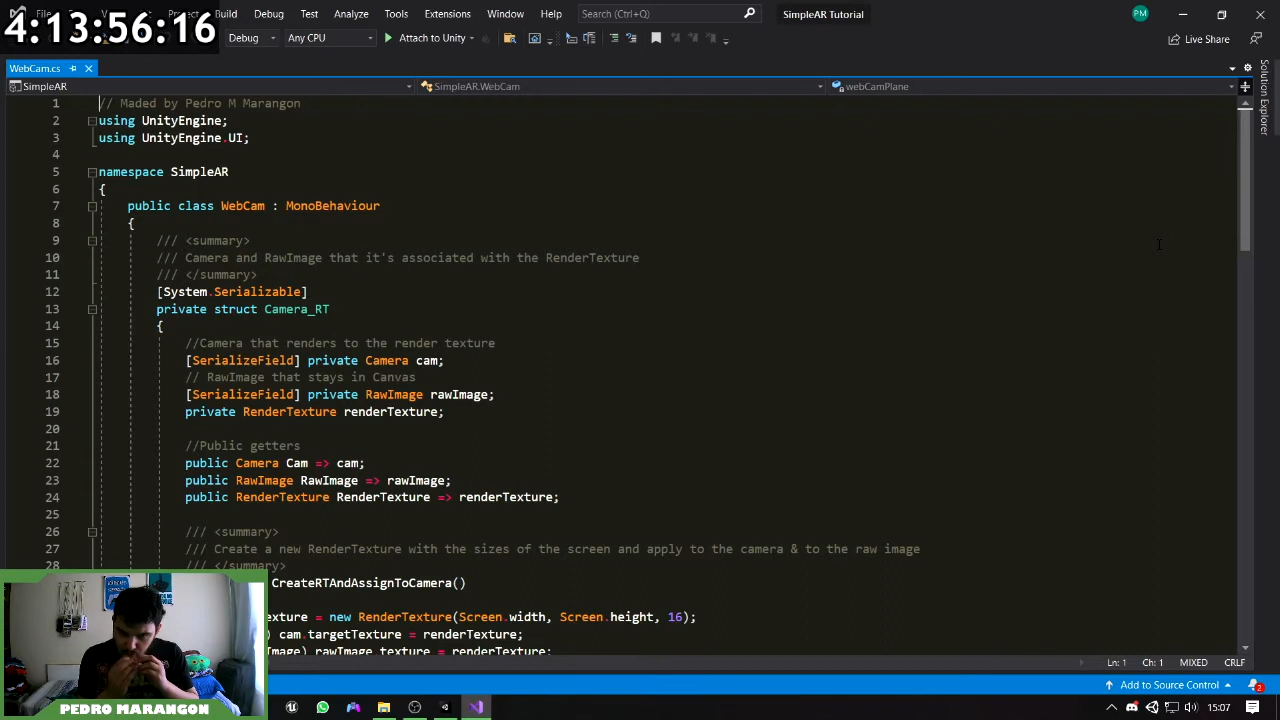 4:13:56:16
File
Project
Build
Debug
Test
Analyze
Tools
Extensions
Window
Help
Search (Ctrl+Q)
SimpleAR Tutorial
PM
Debug
Any CPU
Attach to Unity
Live Share
WebCam.cs
SimpleAR
SimpleAR.WebCam
webCamPlane
Solution Explorer
1 // Maded by Pedro M Marangon
2 using UnityEngine;
3 using UnityEngine.UI;
4
5 namespace SimpleAR
6 {
7 public class WebCam : MonoBehaviour
8 {
9 /// <summary>
10 /// Camera and RawImage that it's associated with the RenderTexture
11 /// </summary>
12 [System.Serializable]
13 private struct Camera_RT
14 {
15 //Camera that renders to the render texture
16 [SerializeField] private Camera cam;
17 // RawImage that stays in Canvas
18 [SerializeField] private RawImage rawImage;
19 private RenderTexture renderTexture;
20
21 //Public getters
22 public Camera Cam => cam;
23 public RawImage RawImage => rawImage;
24 public RenderTexture RenderTexture => renderTexture;
25
26 /// <summary>
27 /// Create a new RenderTexture with the sizes of the screen and apply to the camera & to the raw image
28 /// </summary>
CreateRTAndAssignToCamera()
exture = new RenderTexture(Screen.width, Screen.height, 16);
) cam.targetTexture = renderTexture;
Image) rawImage.texture = renderTexture;
Ln: 1
Ch: 1
MIXED
CRLF
Add to Source Control
2
PEDRO MARANGON
15:07